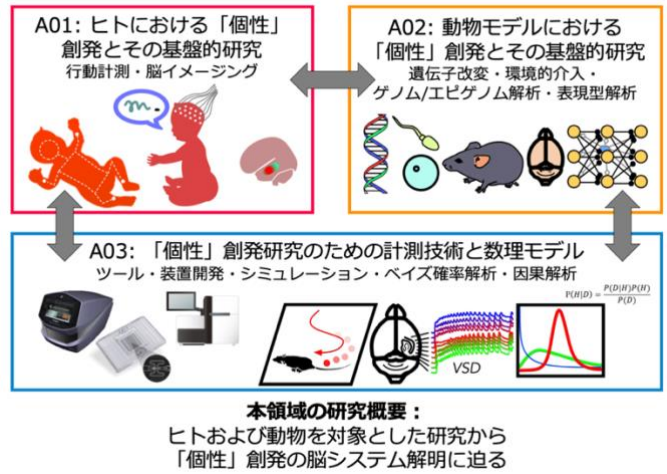 A01: ヒトにおける「個性」
創発とその基盤的研究
行動計測・脳イメージング
m.
A02: 動物モデルにおける
「個性」創発とその基盤的研究
遺伝子改変・環境的介入・
ゲノム/エピゲノム解析・表現型解析
A03: 「個性」創発研究のための計測技術と数理モデル
ツール・装置開発・シミュレーション・ベイズ確率解析・因果解析
VSD
P(H|D) = P(D|H)P(H) / P(D)
本領域の研究概要：
ヒトおよび動物を対象とした研究から
「個性」創発の脳システム解明に迫る